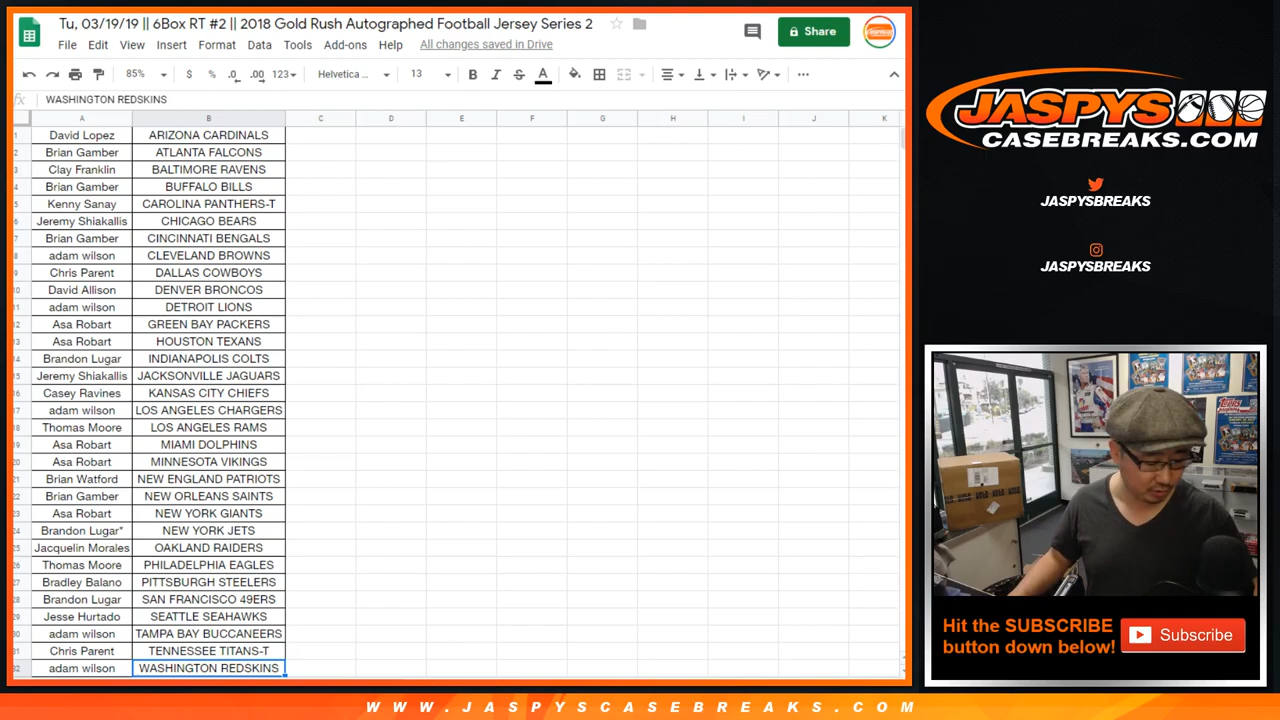 Tu, 03/19/19 || 6Box RT #2 || 2018 Gold Rush Autographed Football Jersey Series 2
File Edit View Insert Format Data Tools Add-ons Help All changes saved in Drive
Share
85% $ % .0 .00 123 Helvetica ... 13 B I S A
fx WASHINGTON REDSKINS
A B C D E F G H I J K
1 David Lopez ARIZONA CARDINALS
2 Brian Gamber ATLANTA FALCONS
3 Clay Franklin BALTIMORE RAVENS
4 Brian Gamber BUFFALO BILLS
5 Kenny Sanay CAROLINA PANTHERS-T
6 Jeremy Shiakallis CHICAGO BEARS
7 Brian Gamber CINCINNATI BENGALS
8 adam wilson CLEVELAND BROWNS
9 Chris Parent DALLAS COWBOYS
10 David Allison DENVER BRONCOS
11 adam wilson DETROIT LIONS
12 Asa Robart GREEN BAY PACKERS
13 Asa Robart HOUSTON TEXANS
14 Brandon Lugar INDIANAPOLIS COLTS
15 Jeremy Shiakallis JACKSONVILLE JAGUARS
16 Casey Ravines KANSAS CITY CHIEFS
17 adam wilson LOS ANGELES CHARGERS
18 Thomas Moore LOS ANGELES RAMS
19 Asa Robart MIAMI DOLPHINS
20 Asa Robart MINNESOTA VIKINGS
21 Brian Watford NEW ENGLAND PATRIOTS
22 Brian Gamber NEW ORLEANS SAINTS
23 Asa Robart NEW YORK GIANTS
24 Brandon Lugar* NEW YORK JETS
25 Jacquelin Morales OAKLAND RAIDERS
26 Thomas Moore PHILADELPHIA EAGLES
27 Bradley Balano PITTSBURGH STEELERS
28 Brandon Lugar SAN FRANCISCO 49ERS
29 Jesse Hurtado SEATTLE SEAHAWKS
30 adam wilson TAMPA BAY BUCCANEERS
31 Chris Parent TENNESSEE TITANS-T
32 adam wilson WASHINGTON REDSKINS
JASPYS
CASEBREAKS.COM
JASPYSBREAKS
JASPYSBREAKS
Hit the SUBSCRIBE
button down below!
Subscribe
WWW.JASPYSCASEBREAKS.COM